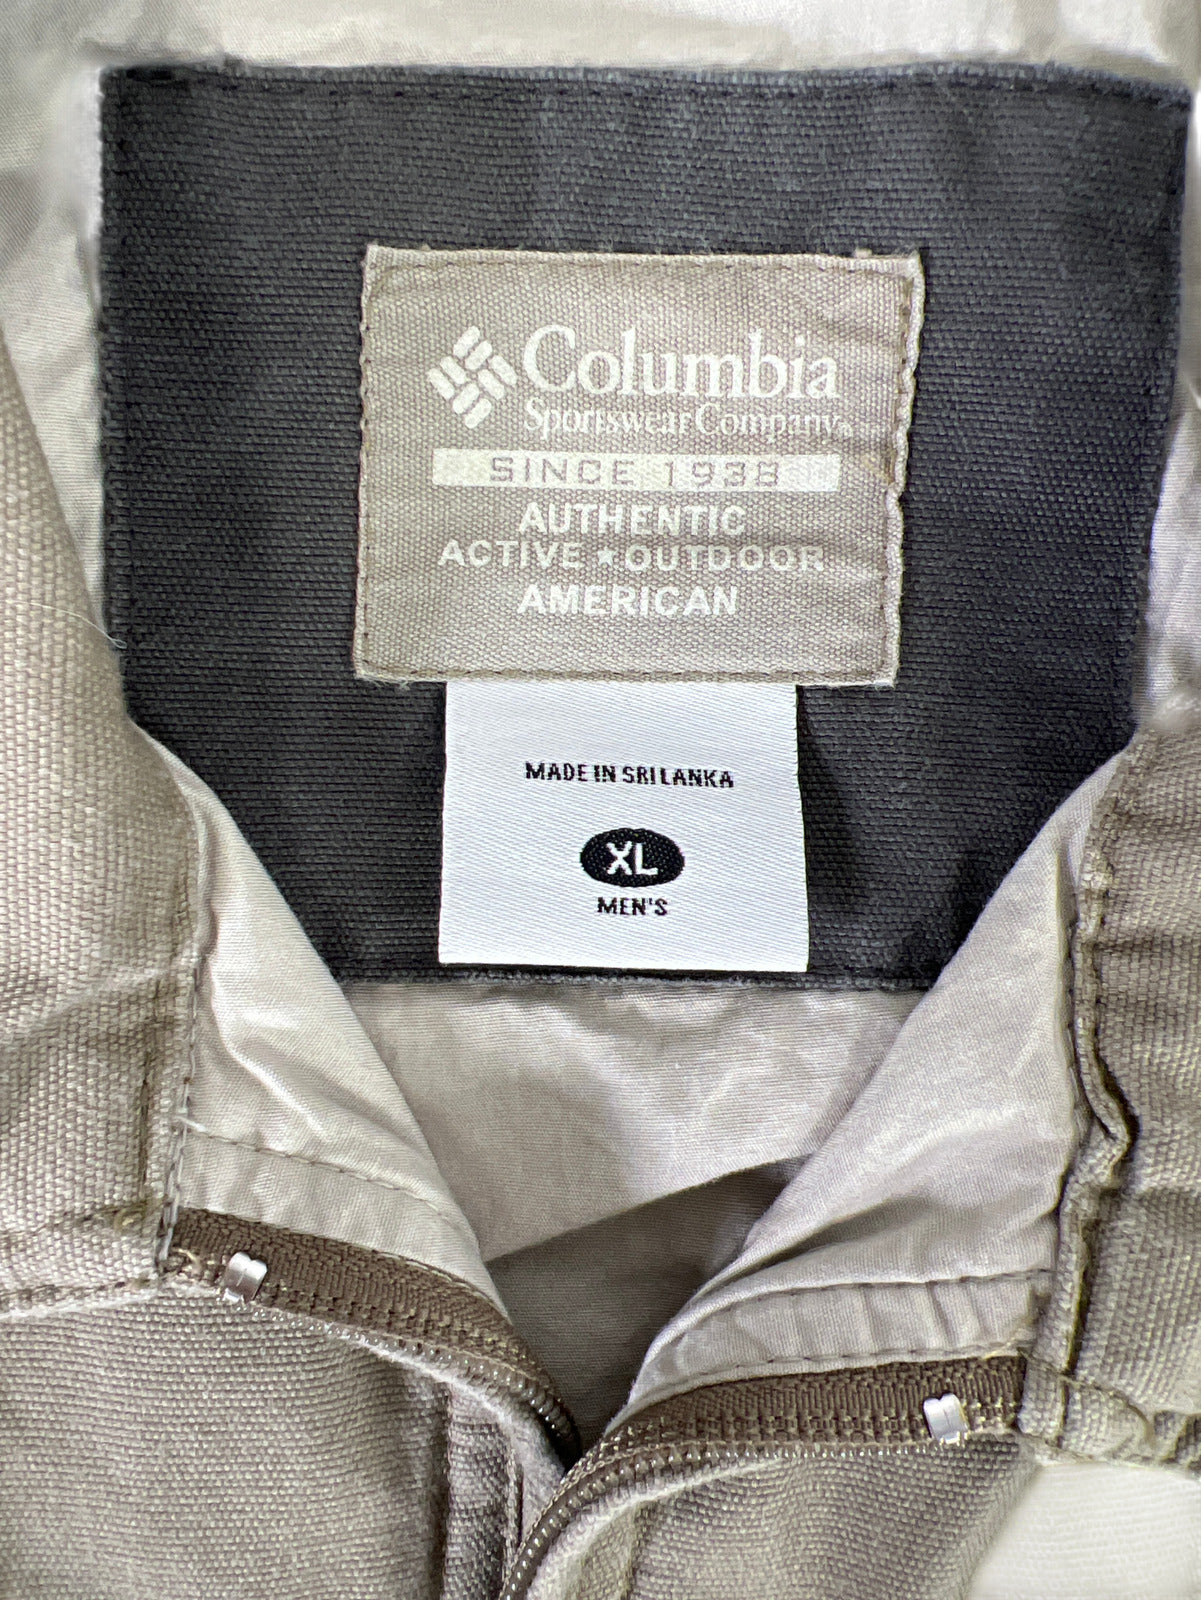 Columbia
Sportswear Company
SINCE 1938
AUTHENTIC
ACTIVE ★ OUTDOOR
AMERICAN
MADE IN SRI LANKA
XL
MEN'S